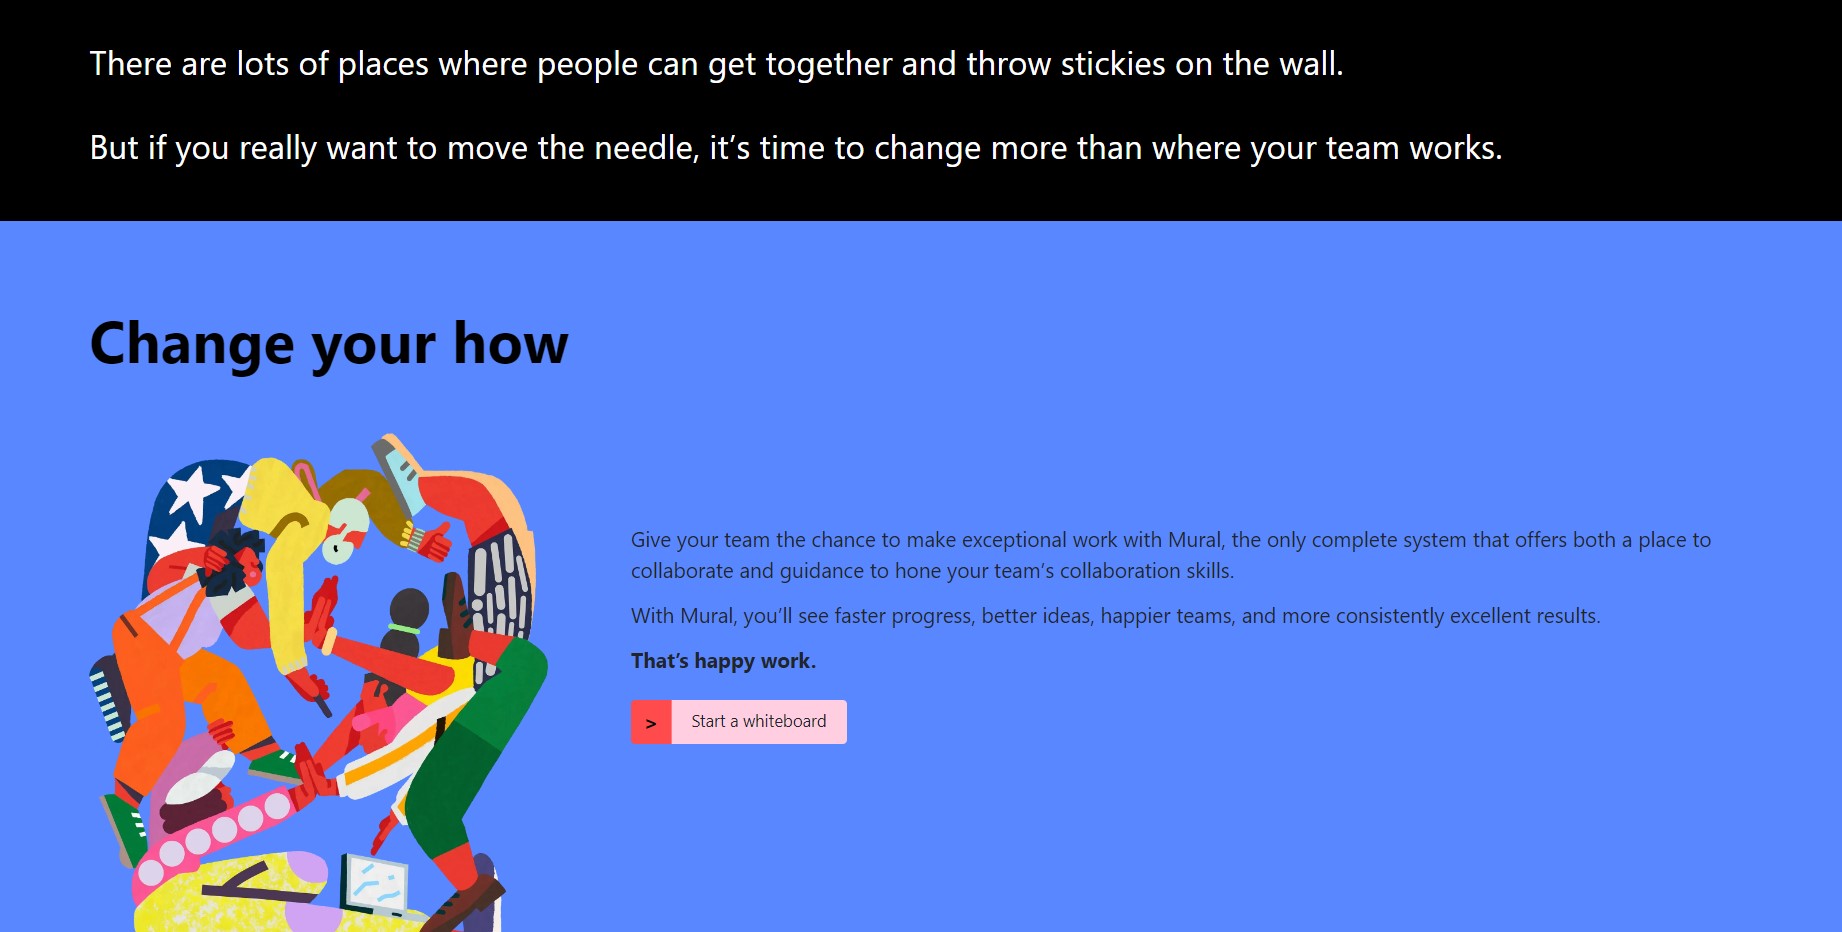 There are lots of places where people can get together and throw stickies on the wall.
But if you really want to move the needle, it’s time to change more than where your team works.
Change your how
Give your team the chance to make exceptional work with Mural, the only complete system that offers both a place to
collaborate and guidance to hone your team’s collaboration skills.
With Mural, you’ll see faster progress, better ideas, happier teams, and more consistently excellent results.
That’s happy work.
> Start a whiteboard